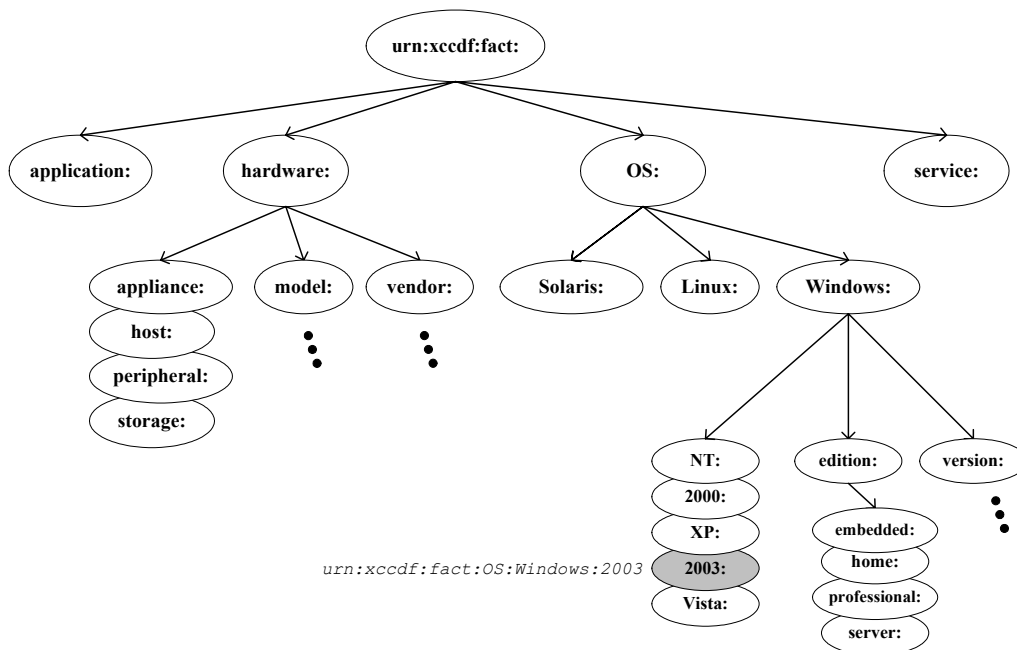 urn:xccdf:fact:
application:
hardware:
OS:
service:
appliance:
model:
vendor:
Solaris:
Linux:
Windows:
host:
peripheral:
storage:
NT:
edition:
version:
2000:
XP:
embedded:
home:
urn:xccdf:fact:OS:Windows:2003
2003:
professional:
Vista:
server: